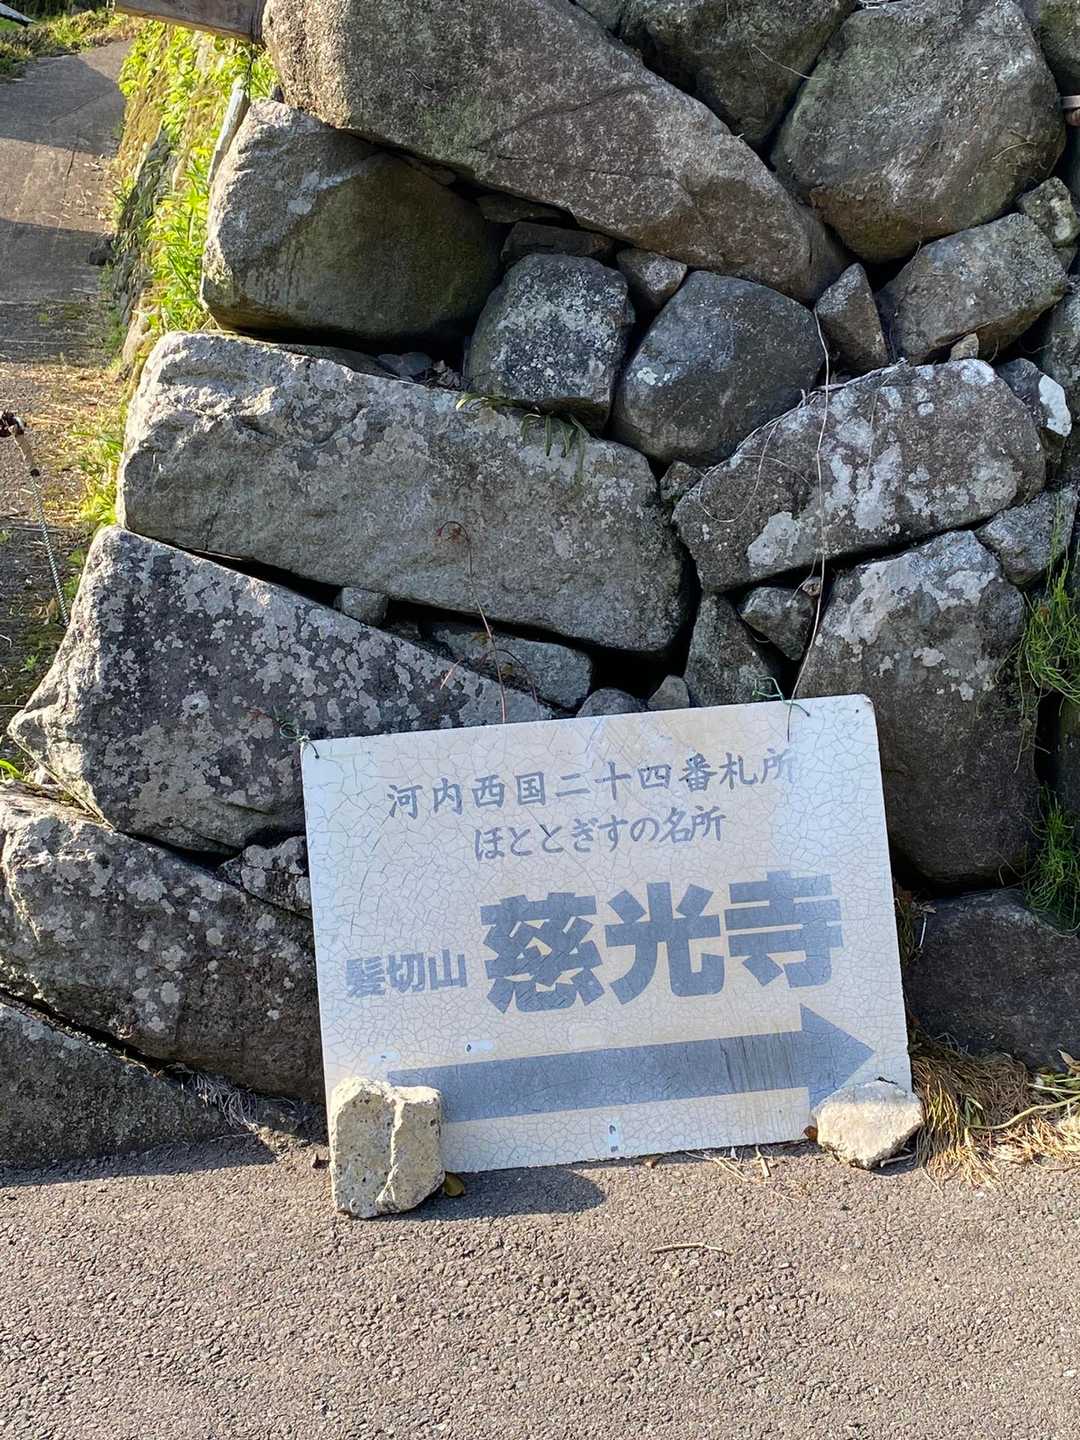 河内西国二十四番札所
ほととぎすの名所
髪切山 慈光寺